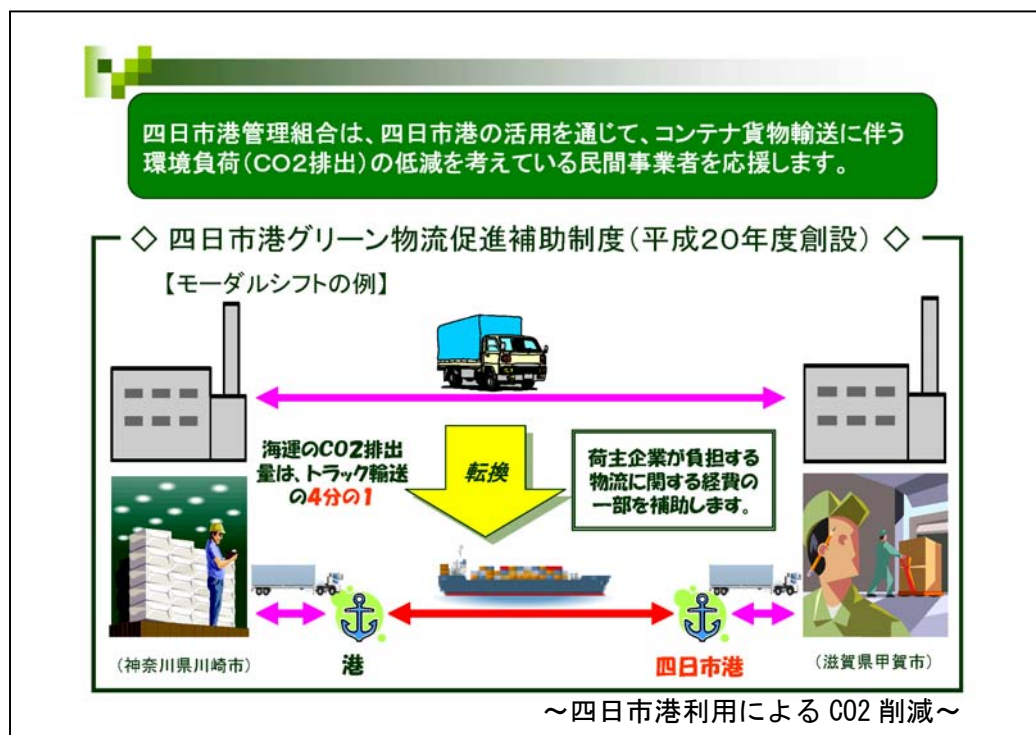 四日市港管理組合は、四日市港の活用を通じて、コンテナ貨物輸送に伴う
環境負荷(CO2排出)の低減を考えている民間事業者を応援します。
◇ 四日市港グリーン物流促進補助制度(平成20年度創設) ◇
【モーダルシフトの例】
海運のCO2排出
量は、トラック輸送
の4分の1
転換
荷主企業が負担する
物流に関する経費の
一部を補助します。
(神奈川県川崎市)
港
四日市港
(滋賀県甲賀市)
～四日市港利用による CO2 削減～